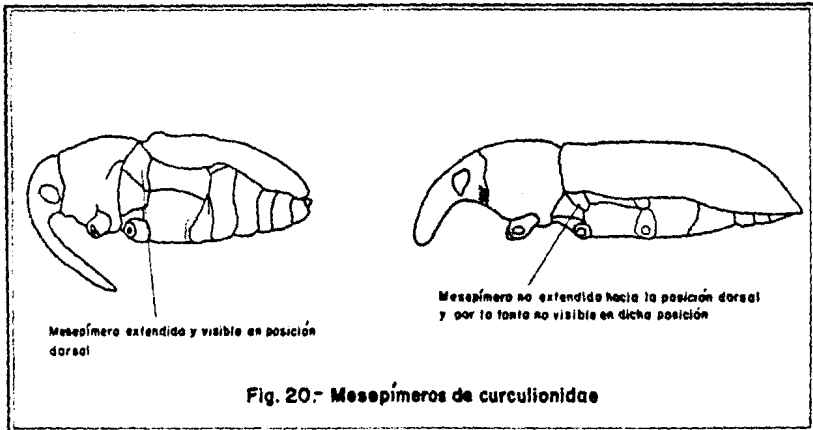 Mesepímero extendido y visible en posición
dorsal
Mesepímero no extendido hacia la posición dorsal
y por lo tanto no visible en dicha posición
Fig. 20.- Mesepímeros de curculionidae